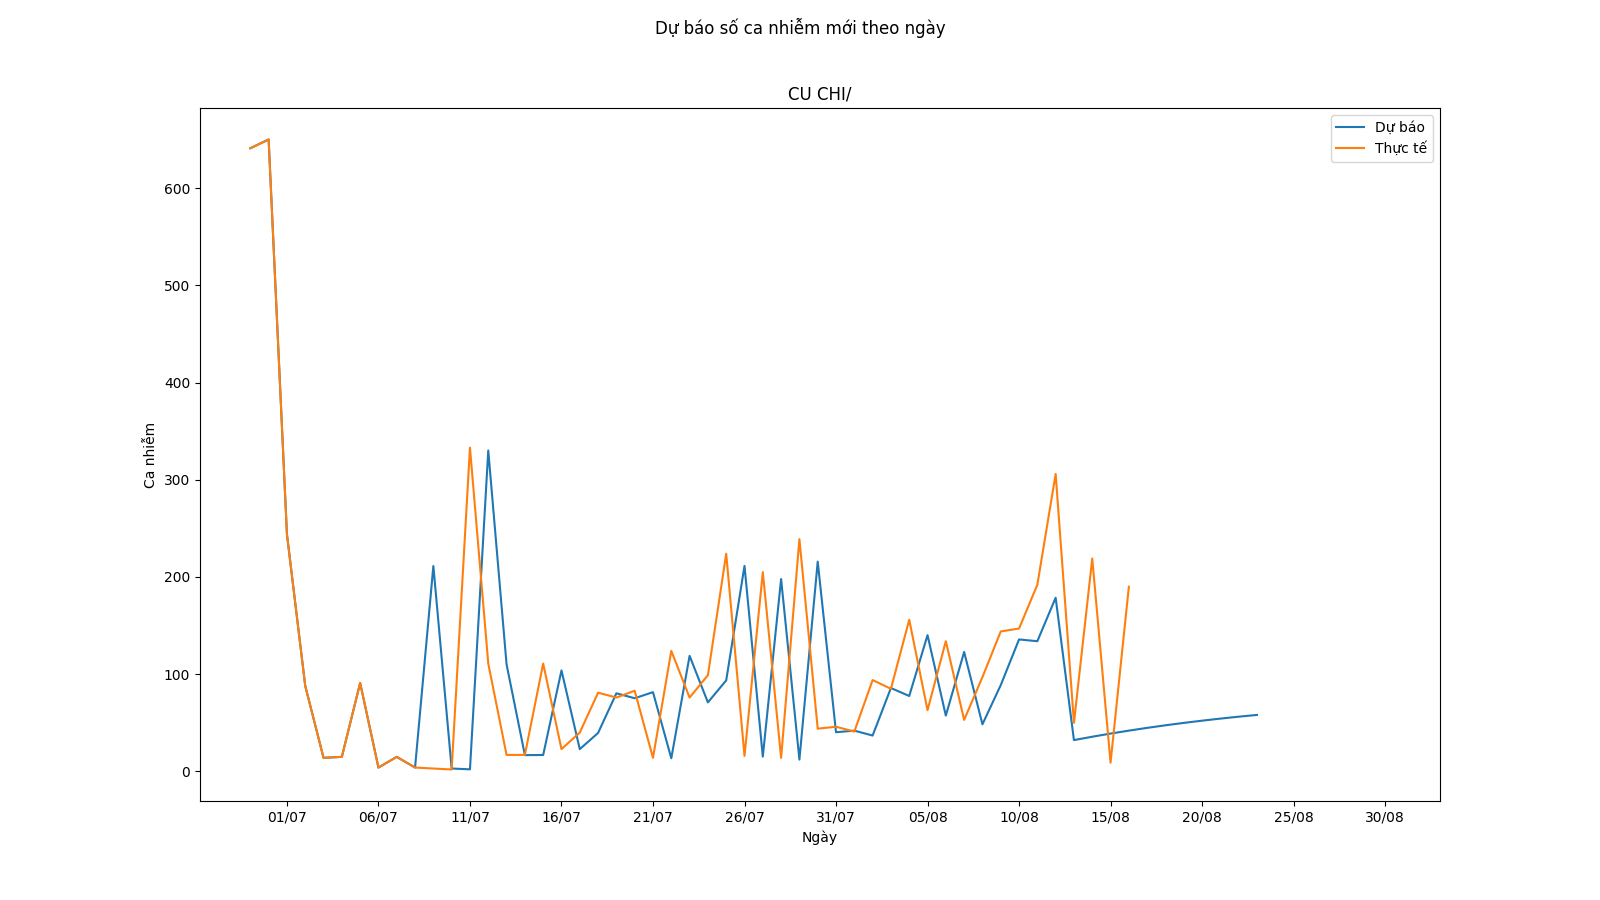 Dự báo số ca nhiễm mới theo ngày
CU CHI/
Dự báo
Thực tế
600
500
400
300
200
100
0
Ca nhiễm
01/07 06/07 11/07 16/07 21/07 26/07 31/07 05/08 10/08 15/08 20/08 25/08 30/08
Ngày